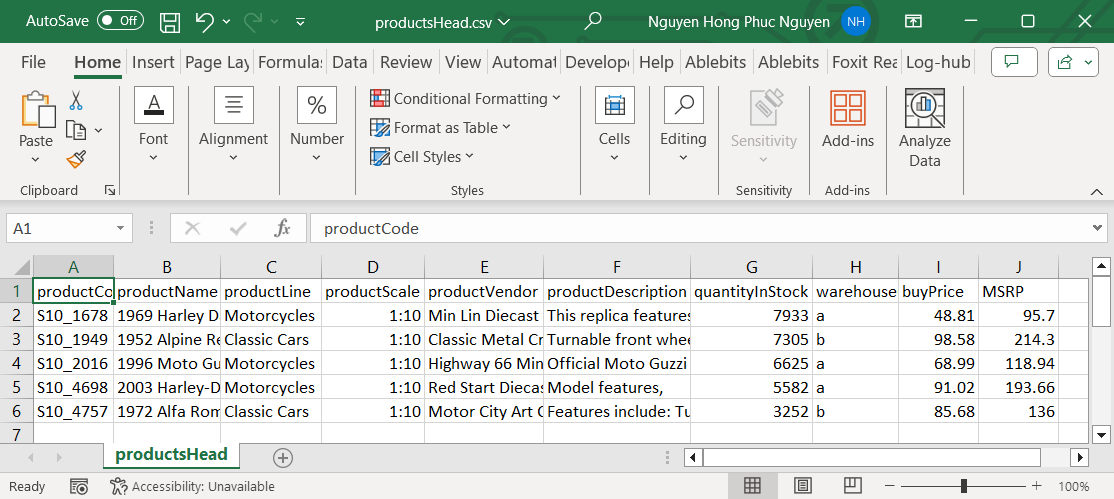 AutoSave Off productsHead.csv Nguyen Hong Phuc Nguyen NH
File Home Insert Page Lay Formulas Data Review View Automat Develop Help Ablebits Ablebits Foxit Rea Log-hub
Paste Font Alignment Number Conditional Formatting Format as Table Cell Styles Cells Editing Sensitivity Add-ins Analyze Data
Clipboard Styles Sensitivity Add-ins
A1 fx productCode
A B C D E F G H I J
1 productCo productName productLine productScale productVendor productDescription quantityInStock warehouse buyPrice MSRP
2 S10_1678 1969 Harley D Motorcycles 1:10 Min Lin Diecast This replica features 7933 a 48.81 95.7
3 S10_1949 1952 Alpine Re Classic Cars 1:10 Classic Metal Cr Turnable front whee 7305 b 98.58 214.3
4 S10_2016 1996 Moto Gu Motorcycles 1:10 Highway 66 Min Official Moto Guzzi 6625 a 68.99 118.94
5 S10_4698 2003 Harley-D Motorcycles 1:10 Red Start Diecas Model features, 5582 a 91.02 193.66
6 S10_4757 1972 Alfa Rom Classic Cars 1:10 Motor City Art C Features include: Tu 3252 b 85.68 136
7
productsHead
Ready Accessibility: Unavailable 100%